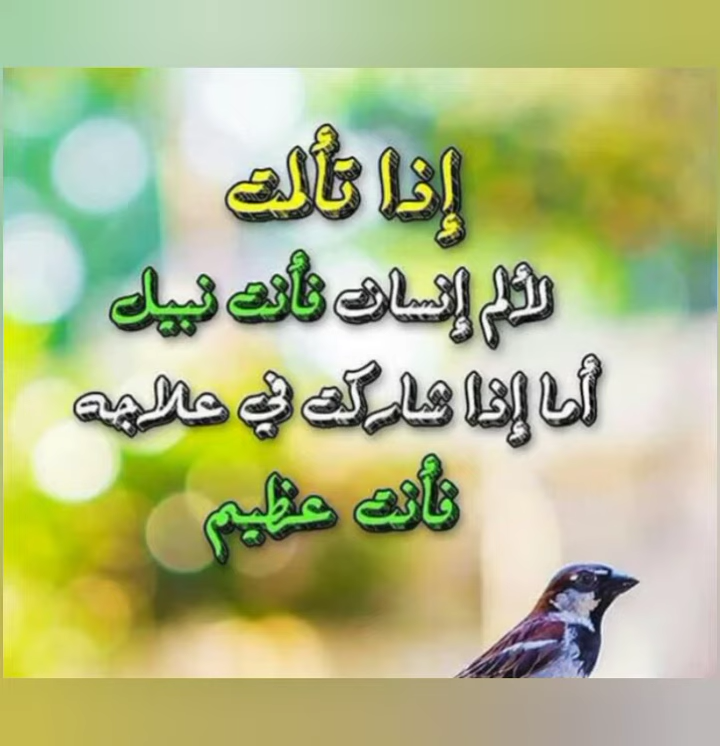 إذا تألمت
لألم إنسان فأنت نبيل
أما إذا شاركت في علاجه
فأنت عظيم